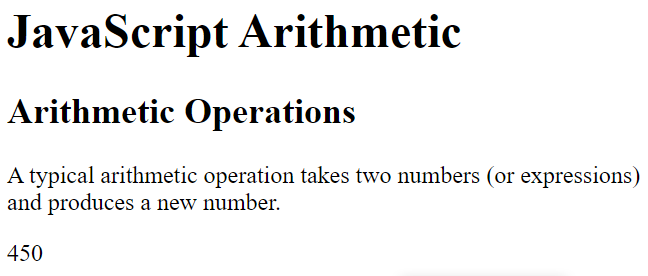 JavaScript Arithmetic
Arithmetic Operations
A typical arithmetic operation takes two numbers (or expressions)
and produces a new number.
450